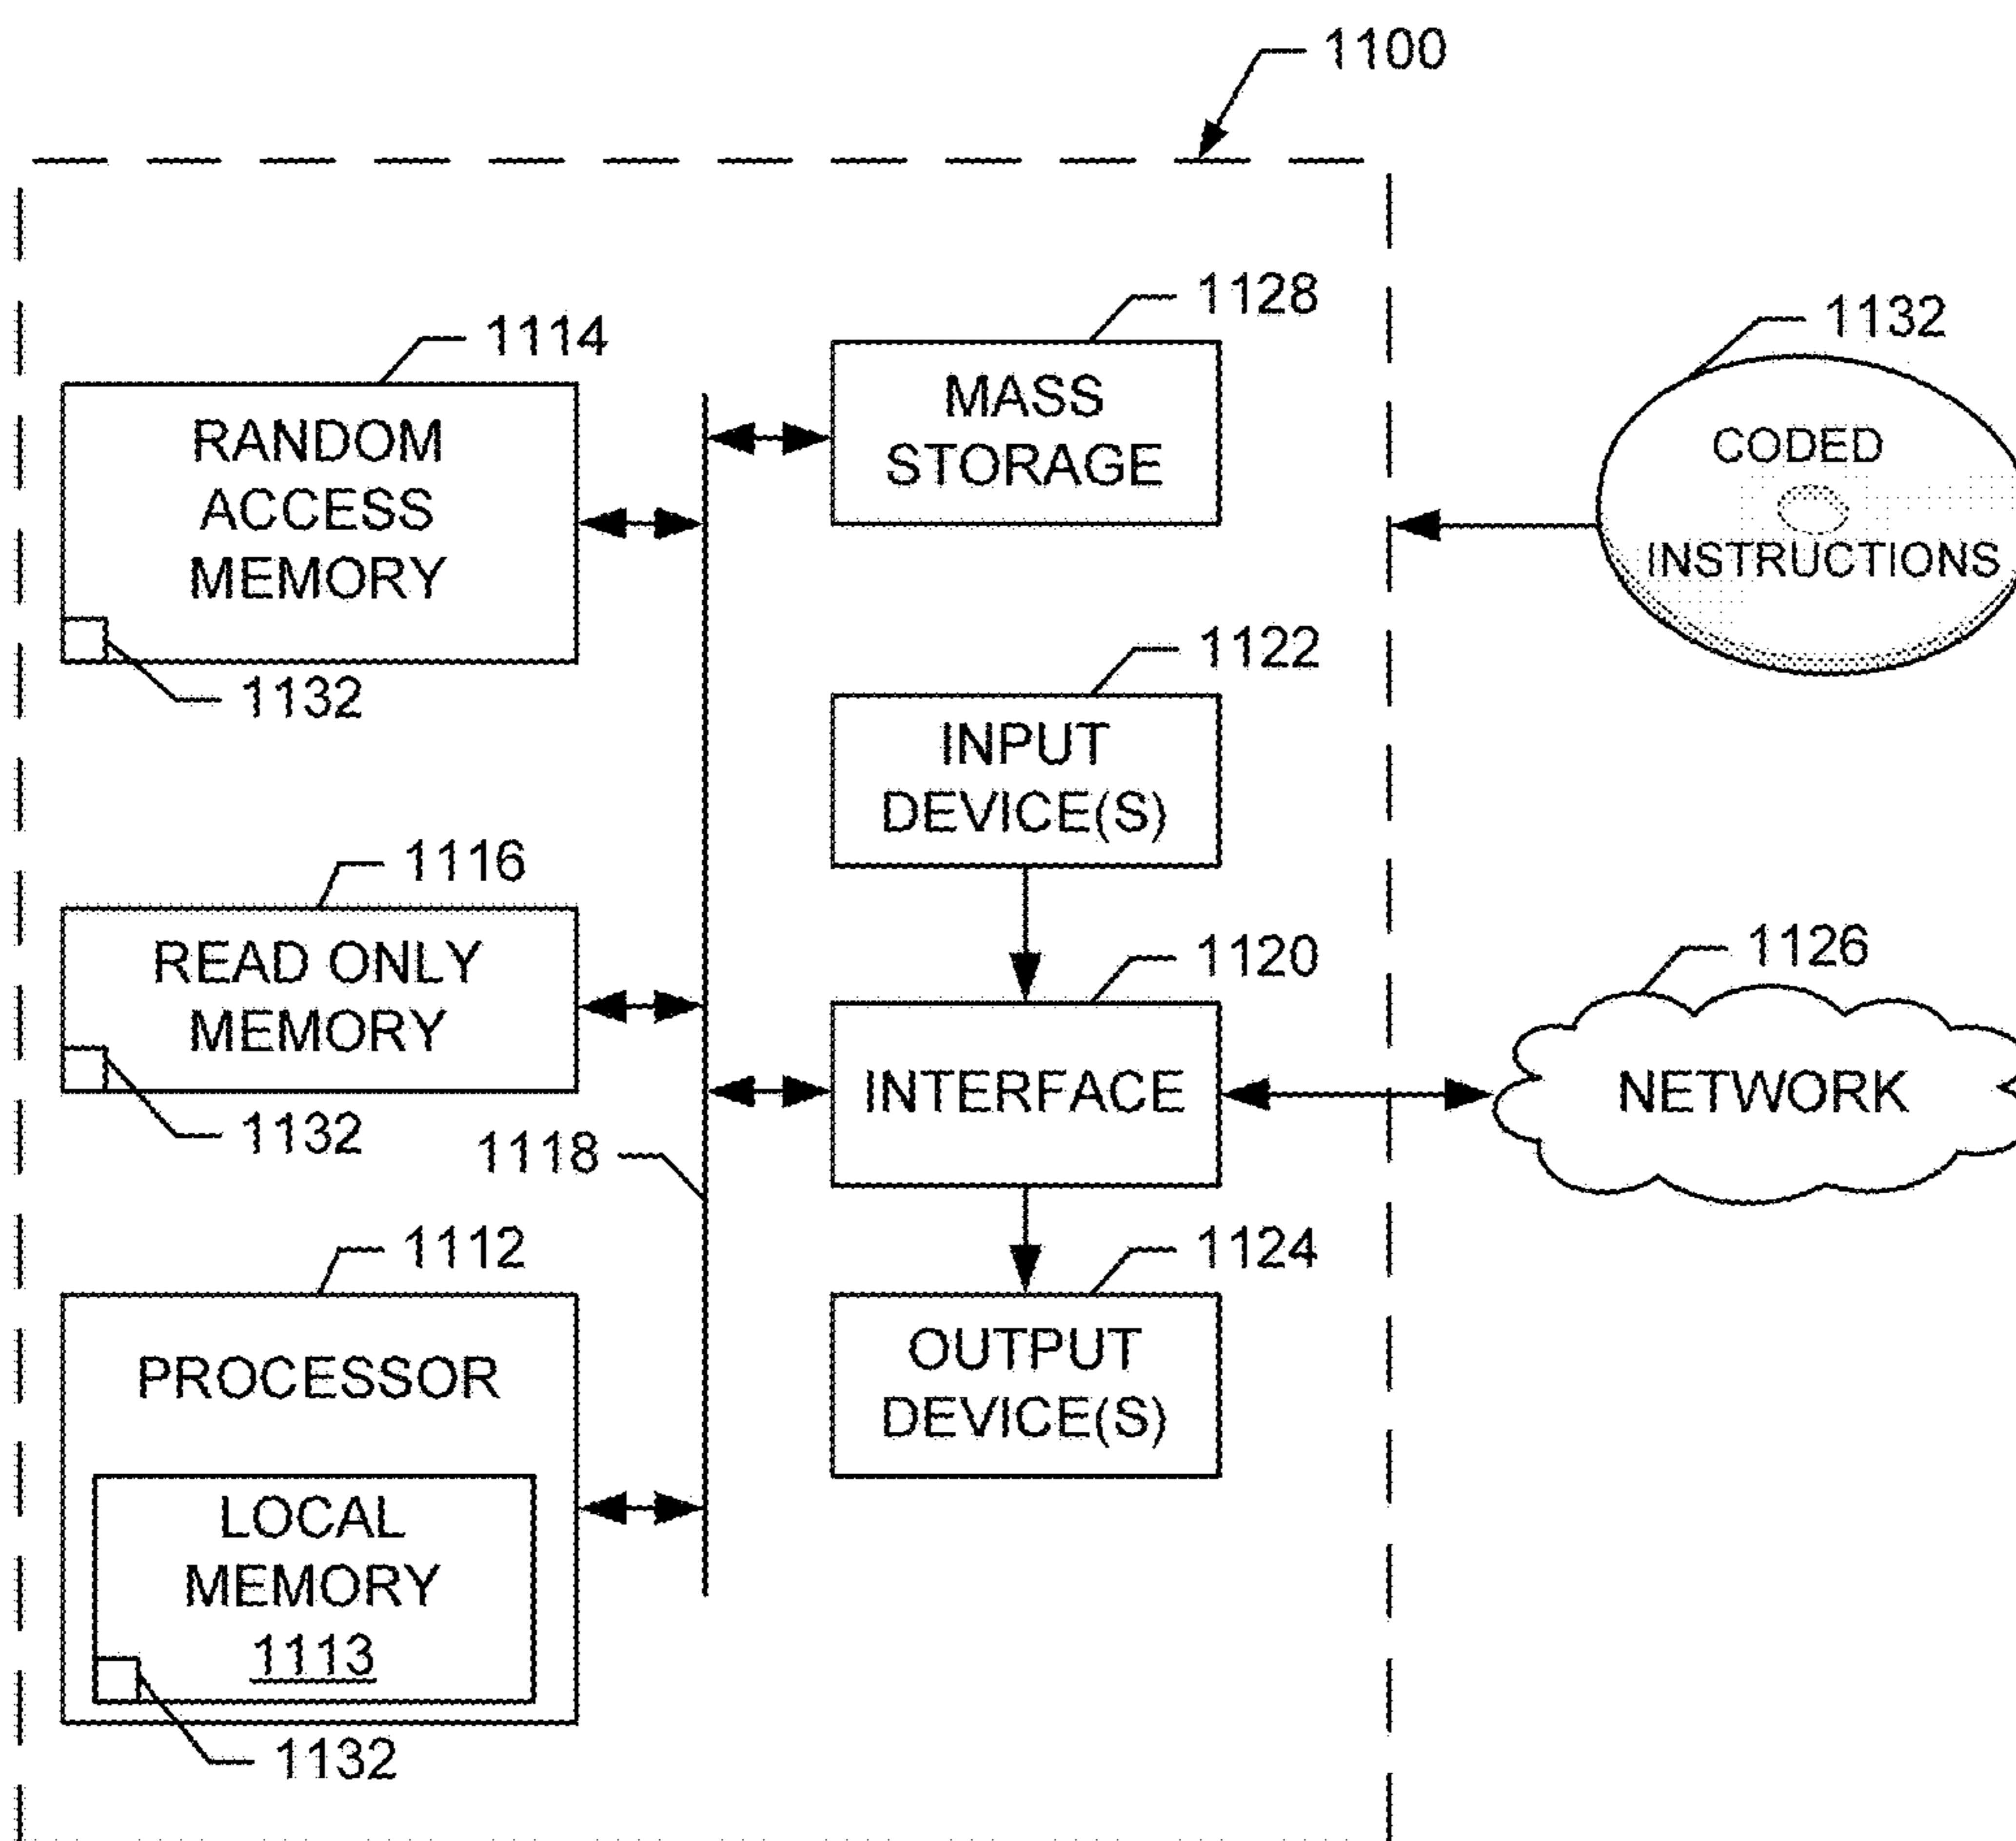 1100
1128
1114
1132
MASS
STORAGE
RANDOM
ACCESS
MEMORY
CODED
INSTRUCTIONS
1132
1122
INPUT
DEVICE(S)
1116
READ ONLY
MEMORY
1120
1126
INTERFACE
NETWORK
1132
1118
1112
1124
PROCESSOR
OUTPUT
DEVICE(S)
LOCAL
MEMORY
1113
1132